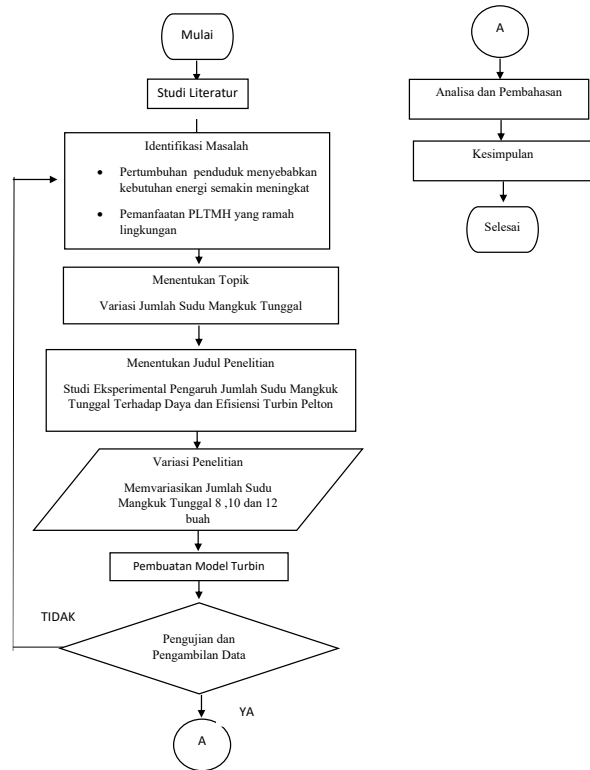 Mulai
Studi Literatur
Identifikasi Masalah
• Pertumbuhan penduduk menyebabkan
kebutuhan energi semakin meningkat
• Pemanfaatan PLTMH yang ramah
lingkungan
Menentukan Topik
Variasi Jumlah Sudu Mangkuk Tunggal
Menentukan Judul Penelitian
Studi Eksperimental Pengaruh Jumlah Sudu Mangkuk
Tunggal Terhadap Daya dan Efisiensi Turbin Pelton
Variasi Penelitian
Memvariasikan Jumlah Sudu
Mangkuk Tunggal 8 ,10 dan 12
buah
Pembuatan Model Turbin
TIDAK
Pengujian dan
Pengambilan Data
YA
A
A
Analisa dan Pembahasan
Kesimpulan
Selesai